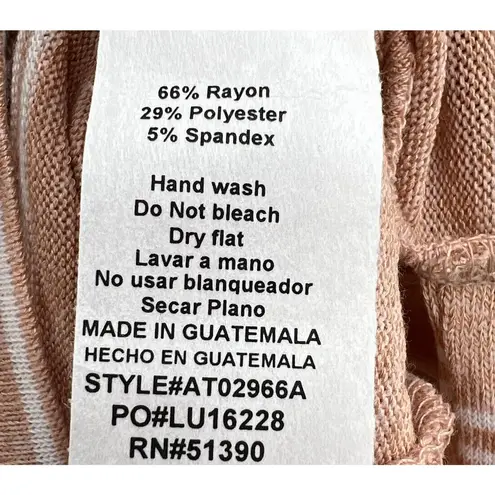 66% Rayon
29% Polyester
5% Spandex
Hand wash
Do Not bleach
Dry flat
Lavar a mano
No usar blanqueador
Secar Plano
MADE IN GUATEMALA
HECHO EN GUATEMALA
STYLE#AT02966A
PO#LU16228
RN#51390